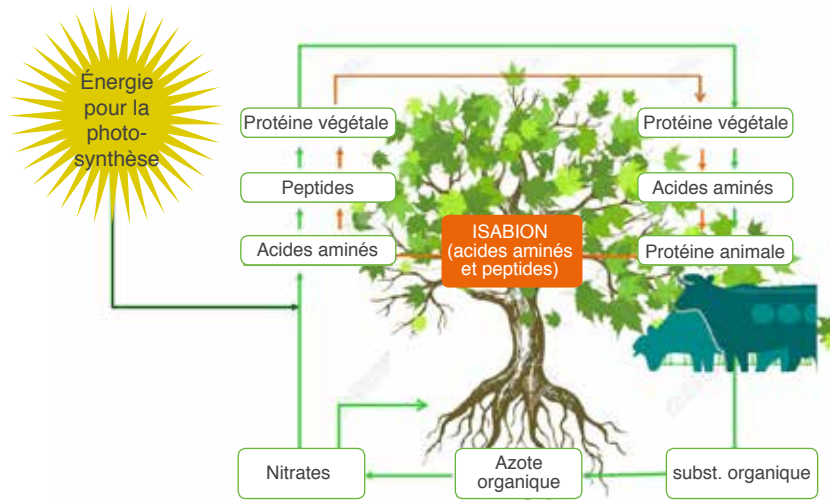 Énergie
pour la
photo-
synthèse
Protéine végétale
Peptides
Acides aminés
ISABION
(acides aminés
et peptides)
Protéine végétale
Acides aminés
Protéine animale
Nitrates
Azote
organique
subst. organique